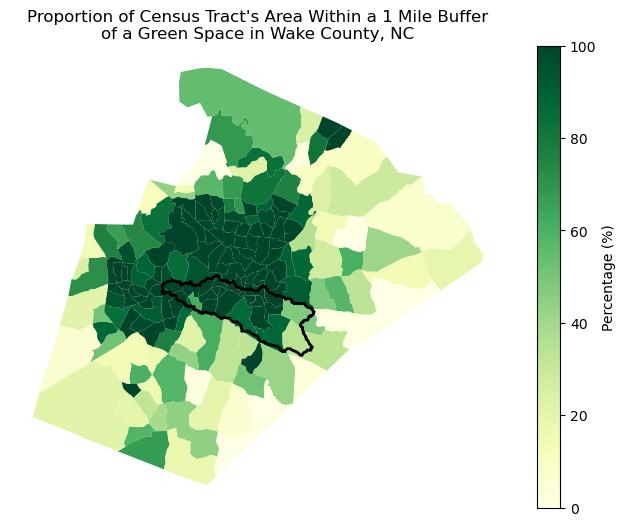 Proportion of Census Tract's Area Within a 1 Mile Buffer
of a Green Space in Wake County, NC
100
80
60
40
20
0
Percentage (%)